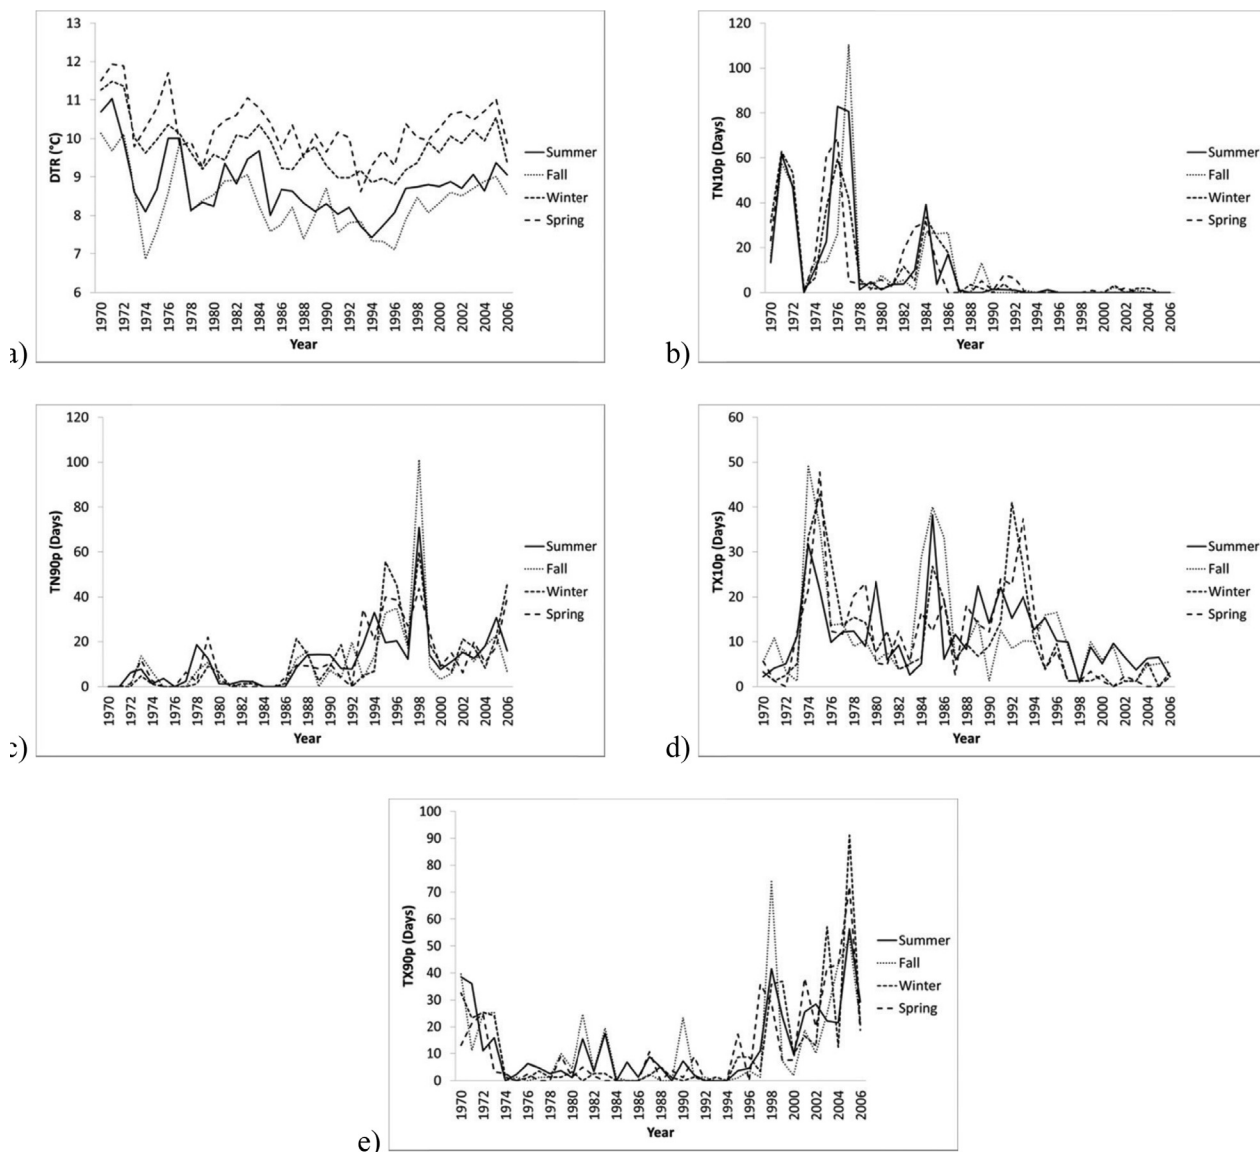 13
12
11
10
9
8
7
6
DTR (°C)
1970 1972 1974 1976 1978 1980 1982 1984 1986 1988 1990 1992 1994 1996 1998 2000 2002 2004 2006
Year
Summer
Fall
Winter
Spring
a)
120
100
80
60
40
20
0
TN10p (Days)
1970 1972 1974 1976 1978 1980 1982 1984 1986 1988 1990 1992 1994 1996 1998 2000 2002 2004 2006
Year
Summer
Fall
Winter
Spring
b)
120
100
80
60
40
20
0
TN90p (Days)
1970 1972 1974 1976 1978 1980 1982 1984 1986 1988 1990 1992 1994 1996 1998 2000 2002 2004 2006
Year
Summer
Fall
Winter
Spring
c)
60
50
40
30
20
10
0
TX10p (Days)
1970 1972 1974 1976 1978 1980 1982 1984 1986 1988 1990 1992 1994 1996 1998 2000 2002 2004 2006
Year
Summer
Fall
Winter
Spring
d)
100
90
80
70
60
50
40
30
20
10
0
TX90p (Days)
1970 1972 1974 1976 1978 1980 1982 1984 1986 1988 1990 1992 1994 1996 1998 2000 2002 2004 2006
Year
Summer
Fall
Winter
Spring
e)